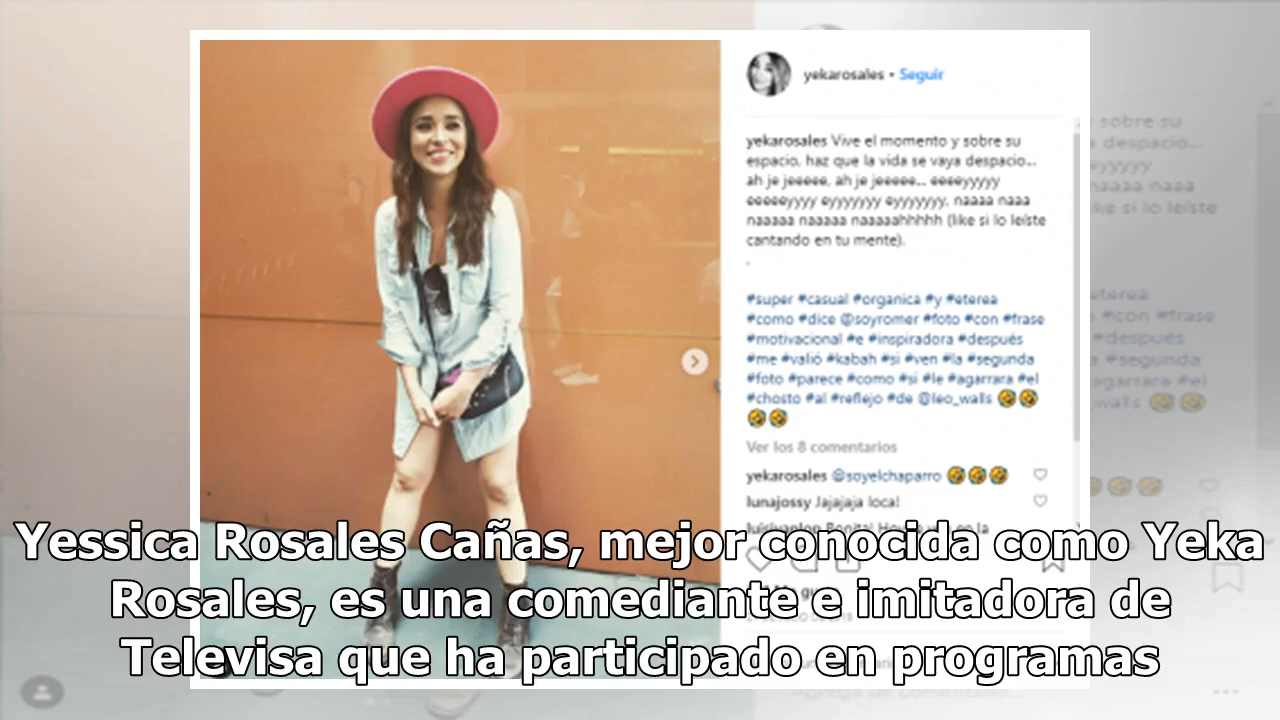 yekarosales • Seguir
yekarosales Vive el momento y sobre su
espacio, haz que la vida se vaya despacio...
ah je jeeeee, ah je jeeeee... eeeeyyyyy
eeeeeyyyy eyyyyyyy eyyyyyyy, naaaa naaa
naaaaa naaaaa naaaaahhhhh (like si lo leíste
cantando en tu mente).
.
#super #casual #organica #y #eterea
#como #dice @soyromer #foto #con #frase
#motivacional #e #inspiradora #después
#me #valió #kabah #si #ven #la #segunda
#foto #parece #como #si #le #agarrara #el
#chosto #al #reflejo #de @leo_walls 🤣🤣
🤣🤣
Ver los 8 comentarios
yekarosales @soyelchaparro 🤣🤣🤣
lunajossy Jajajaja loca!
Yessica Rosales Cañas, mejor conocida como Yeka
Rosales, es una comediante e imitadora de
Televisa que ha participado en programas